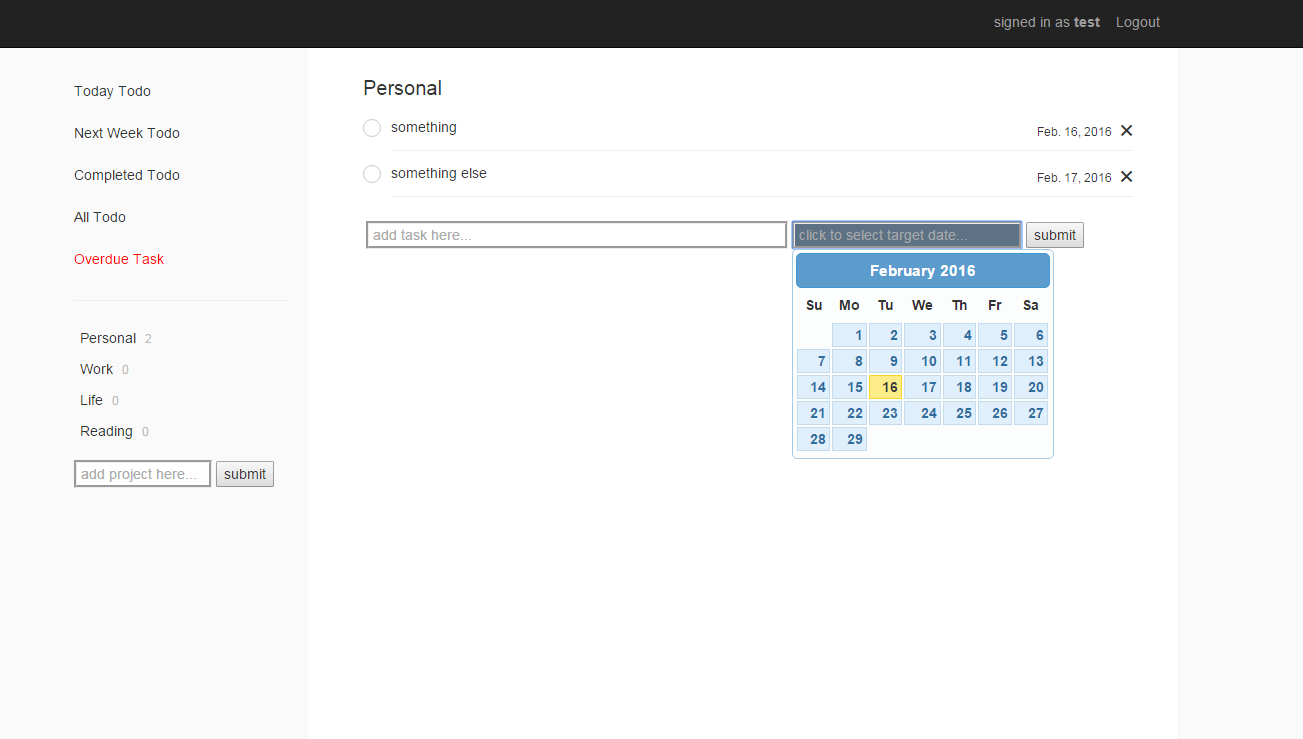 signed in as test Logout
Today Todo
Next Week Todo
Completed Todo
All Todo
Overdue Task
Personal 2
Work 0
Life 0
Reading 0
add project here... submit
Personal
something Feb. 16, 2016 ✕
something else Feb. 17, 2016 ✕
add task here... click to select target date... submit
February 2016
Su Mo Tu We Th Fr Sa
1 2 3 4 5 6
7 8 9 10 11 12 13
14 15 16 17 18 19 20
21 22 23 24 25 26 27
28 29